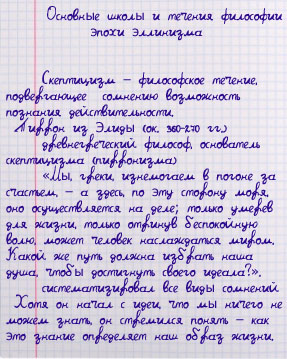 Основные школы и течения философии
эпохи Эллинизма
Скептицизм – философское течение,
подвергающее сомнению возможность
познания действительности.
Пиррон из Элиды (ок. 360-270 гг.)
древнегреческий философ, основатель
скептицизма (пирронизма)
«Мы, греки, изнемогаем в погоне за
счастьем, – а здесь, по эту сторону моря,
оно осуществляется на деле; только умерев
для жизни, только отринув беспокойную
волю, может человек наслаждаться миром.
Какой же путь должна избрать наша
душа, чтобы достигнуть своего идеала?».
систематизировал все виды сомнений.
Хотя он начал с идеи, что мы ничего не
можем знать, он стремился понять – как
это знание определяет наш образ жизни.